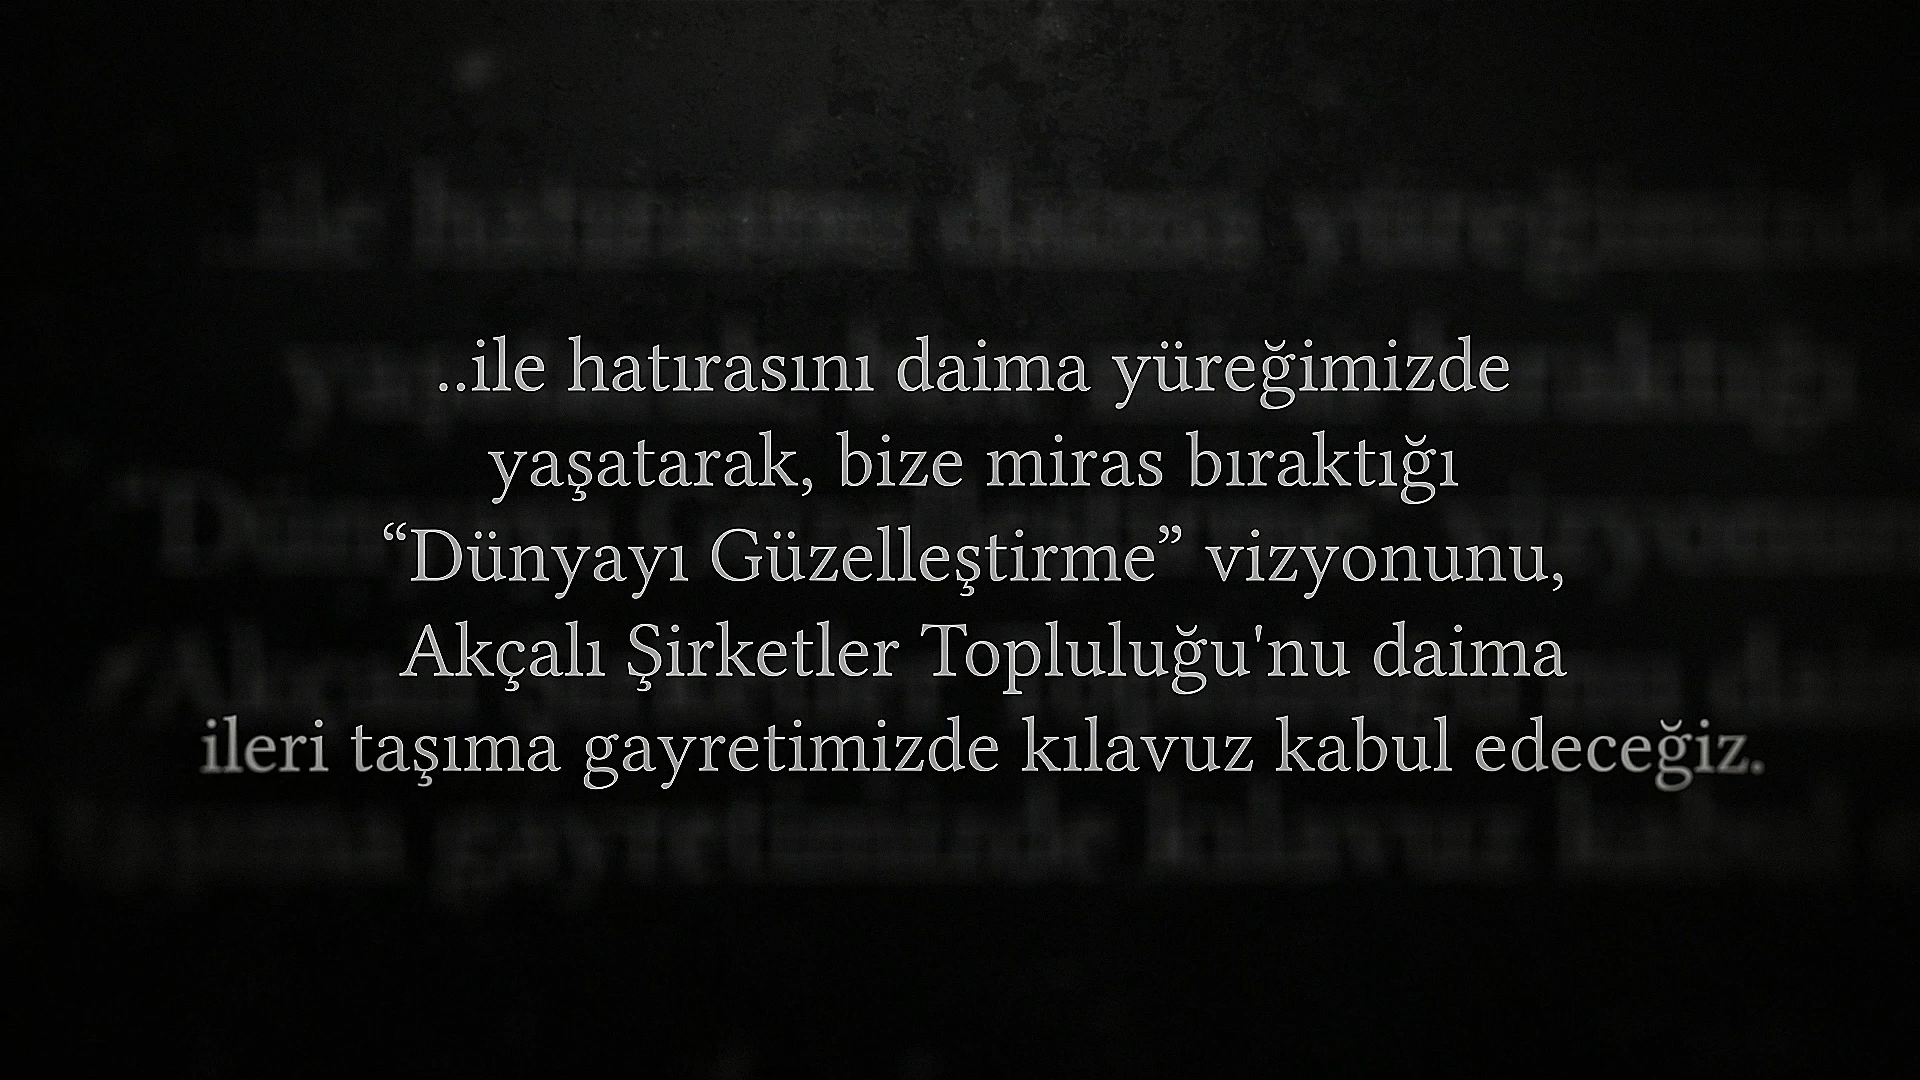 ..ile hatırasını daima yüreğimizde
yaşatarak, bize miras bıraktığı
“Dünyayı Güzelleştirme” vizyonunu,
Akçalı Şirketler Topluluğu'nu daima
ileri taşıma gayretimizde kılavuz kabul edeceğiz.